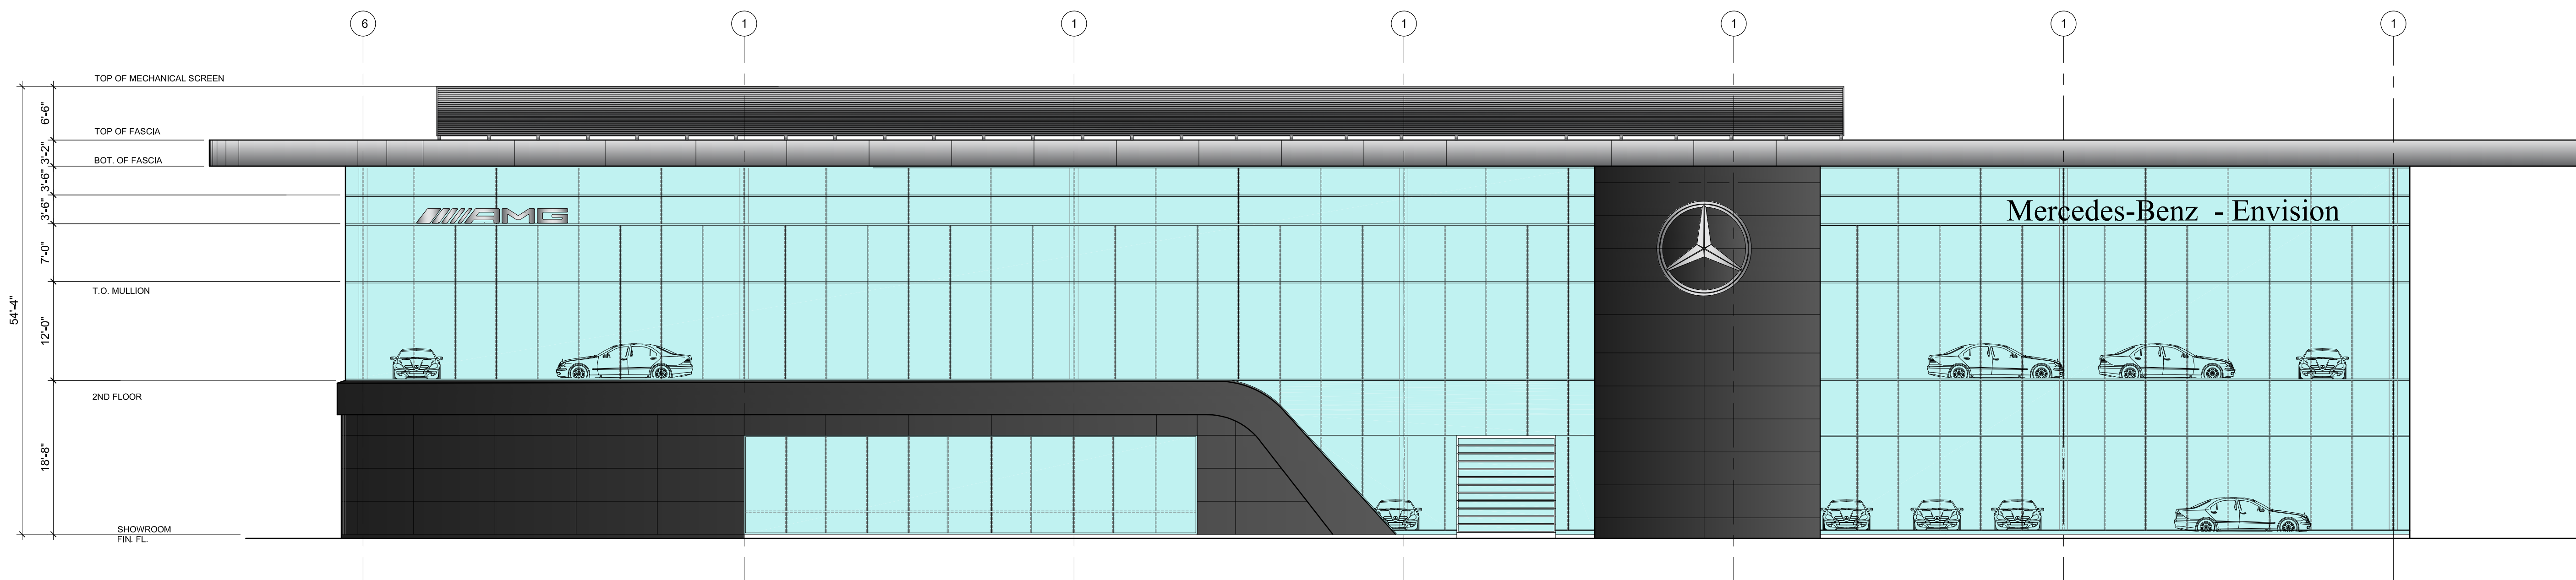 6 1 1 1 1 1 1
TOP OF MECHANICAL SCREEN
6'-6"
TOP OF FASCIA
3'-2"
BOT. OF FASCIA
3'-6"
3'-6"
AMG
Mercedes-Benz - Envision
7'-0"
T.O. MULLION
54'-4"
12'-0"
2ND FLOOR
18'-8"
SHOWROOM
FIN. FL.